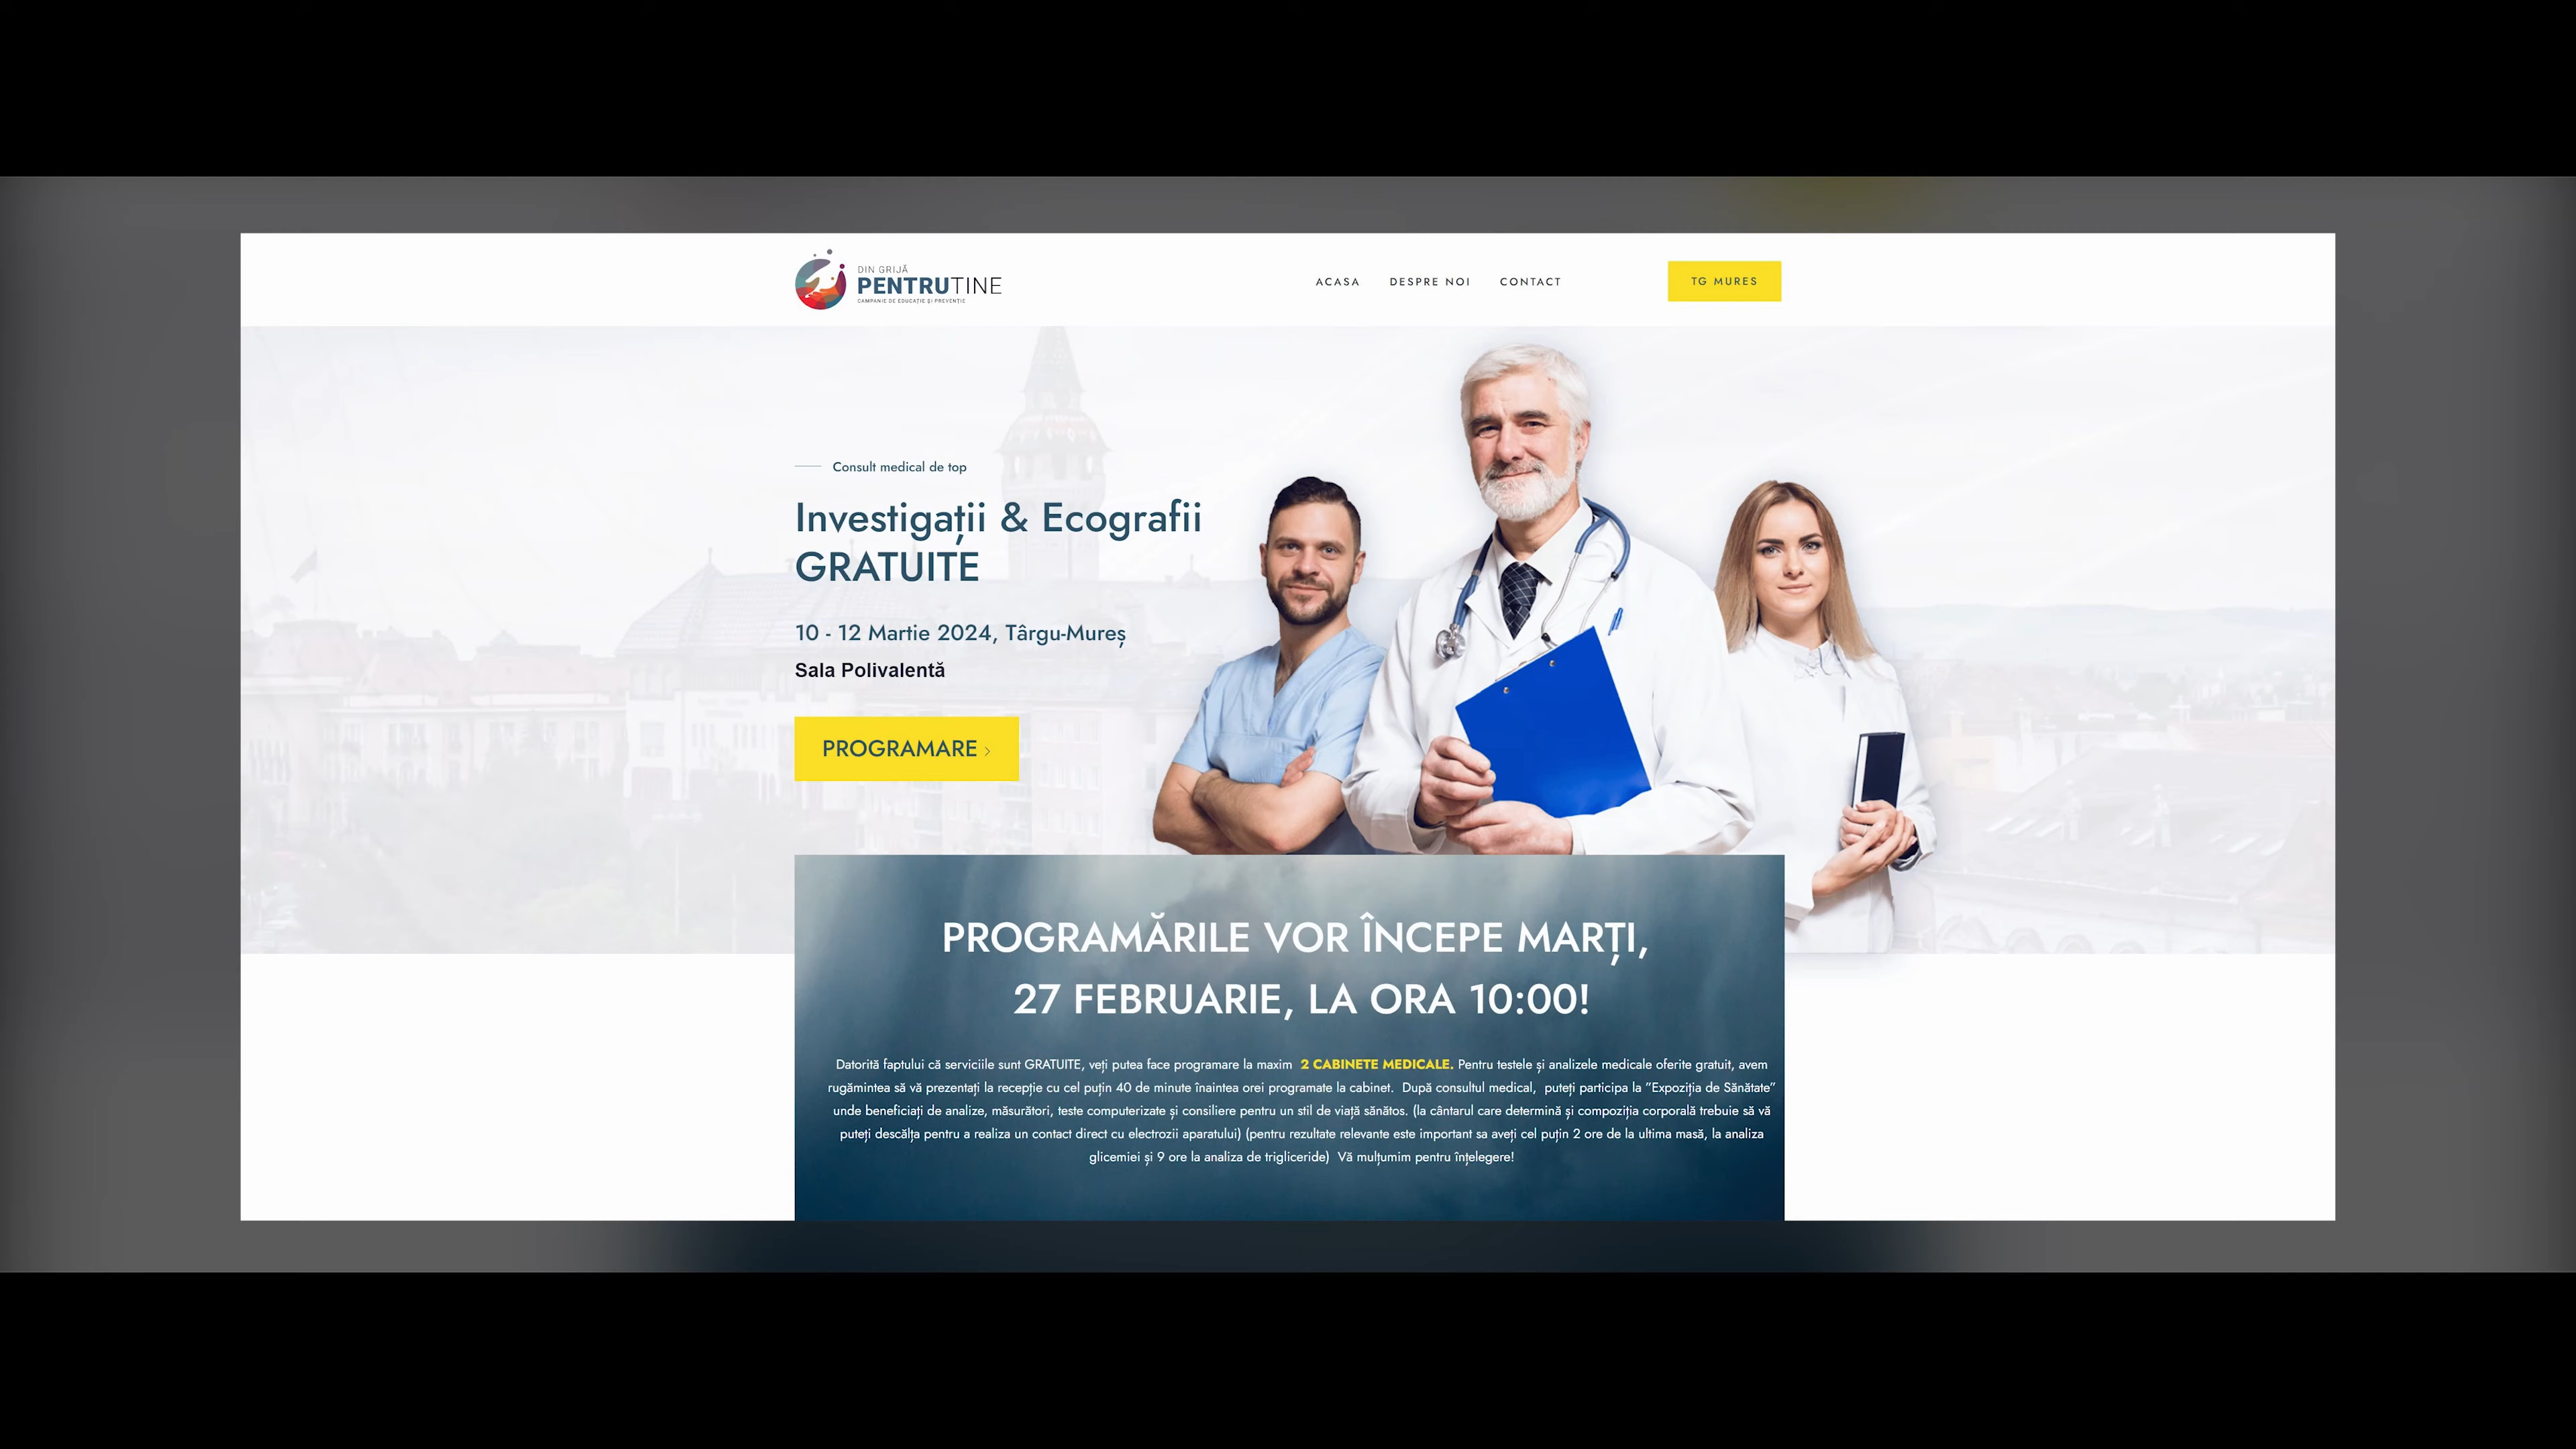 DIN GRIJĂ
PENTRUTINE
CAMPANIE DE EDUCAȚIE ȘI PREVENȚIE
ACASA
DESPRE NOI
CONTACT
TG MURES
Consult medical de top
Investigații & Ecografii
GRATUITE
10 - 12 Martie 2024, Târgu-Mureș
Sala Polivalentă
PROGRAMARE
PROGRAMĂRILE VOR ÎNCEPE MARȚI,
27 FEBRUARIE, LA ORA 10:00!
Datorită faptului că serviciile sunt GRATUITE, veți putea face programare la maxim 2 CABINETE MEDICALE. Pentru testele și analizele medicale oferite gratuit, avem
rugămintea să vă prezentați la recepție cu cel puțin 40 de minute înaintea orei programate la cabinet. După consultul medical, puteți participa la ”Expoziția de Sănătate”
unde beneficiați de analize, măsurători, teste computerizate și consiliere pentru un stil de viață sănătos. (la cântarul care determină și compoziția corporală trebuie să vă
puteți descălța pentru a realiza un contact direct cu electrozii aparatului) (pentru rezultate relevante este important sa aveți cel puțin 2 ore de la ultima masă, la analiza
glicemiei și 9 ore la analiza de trigliceride) Vă mulțumim pentru înțelegere!